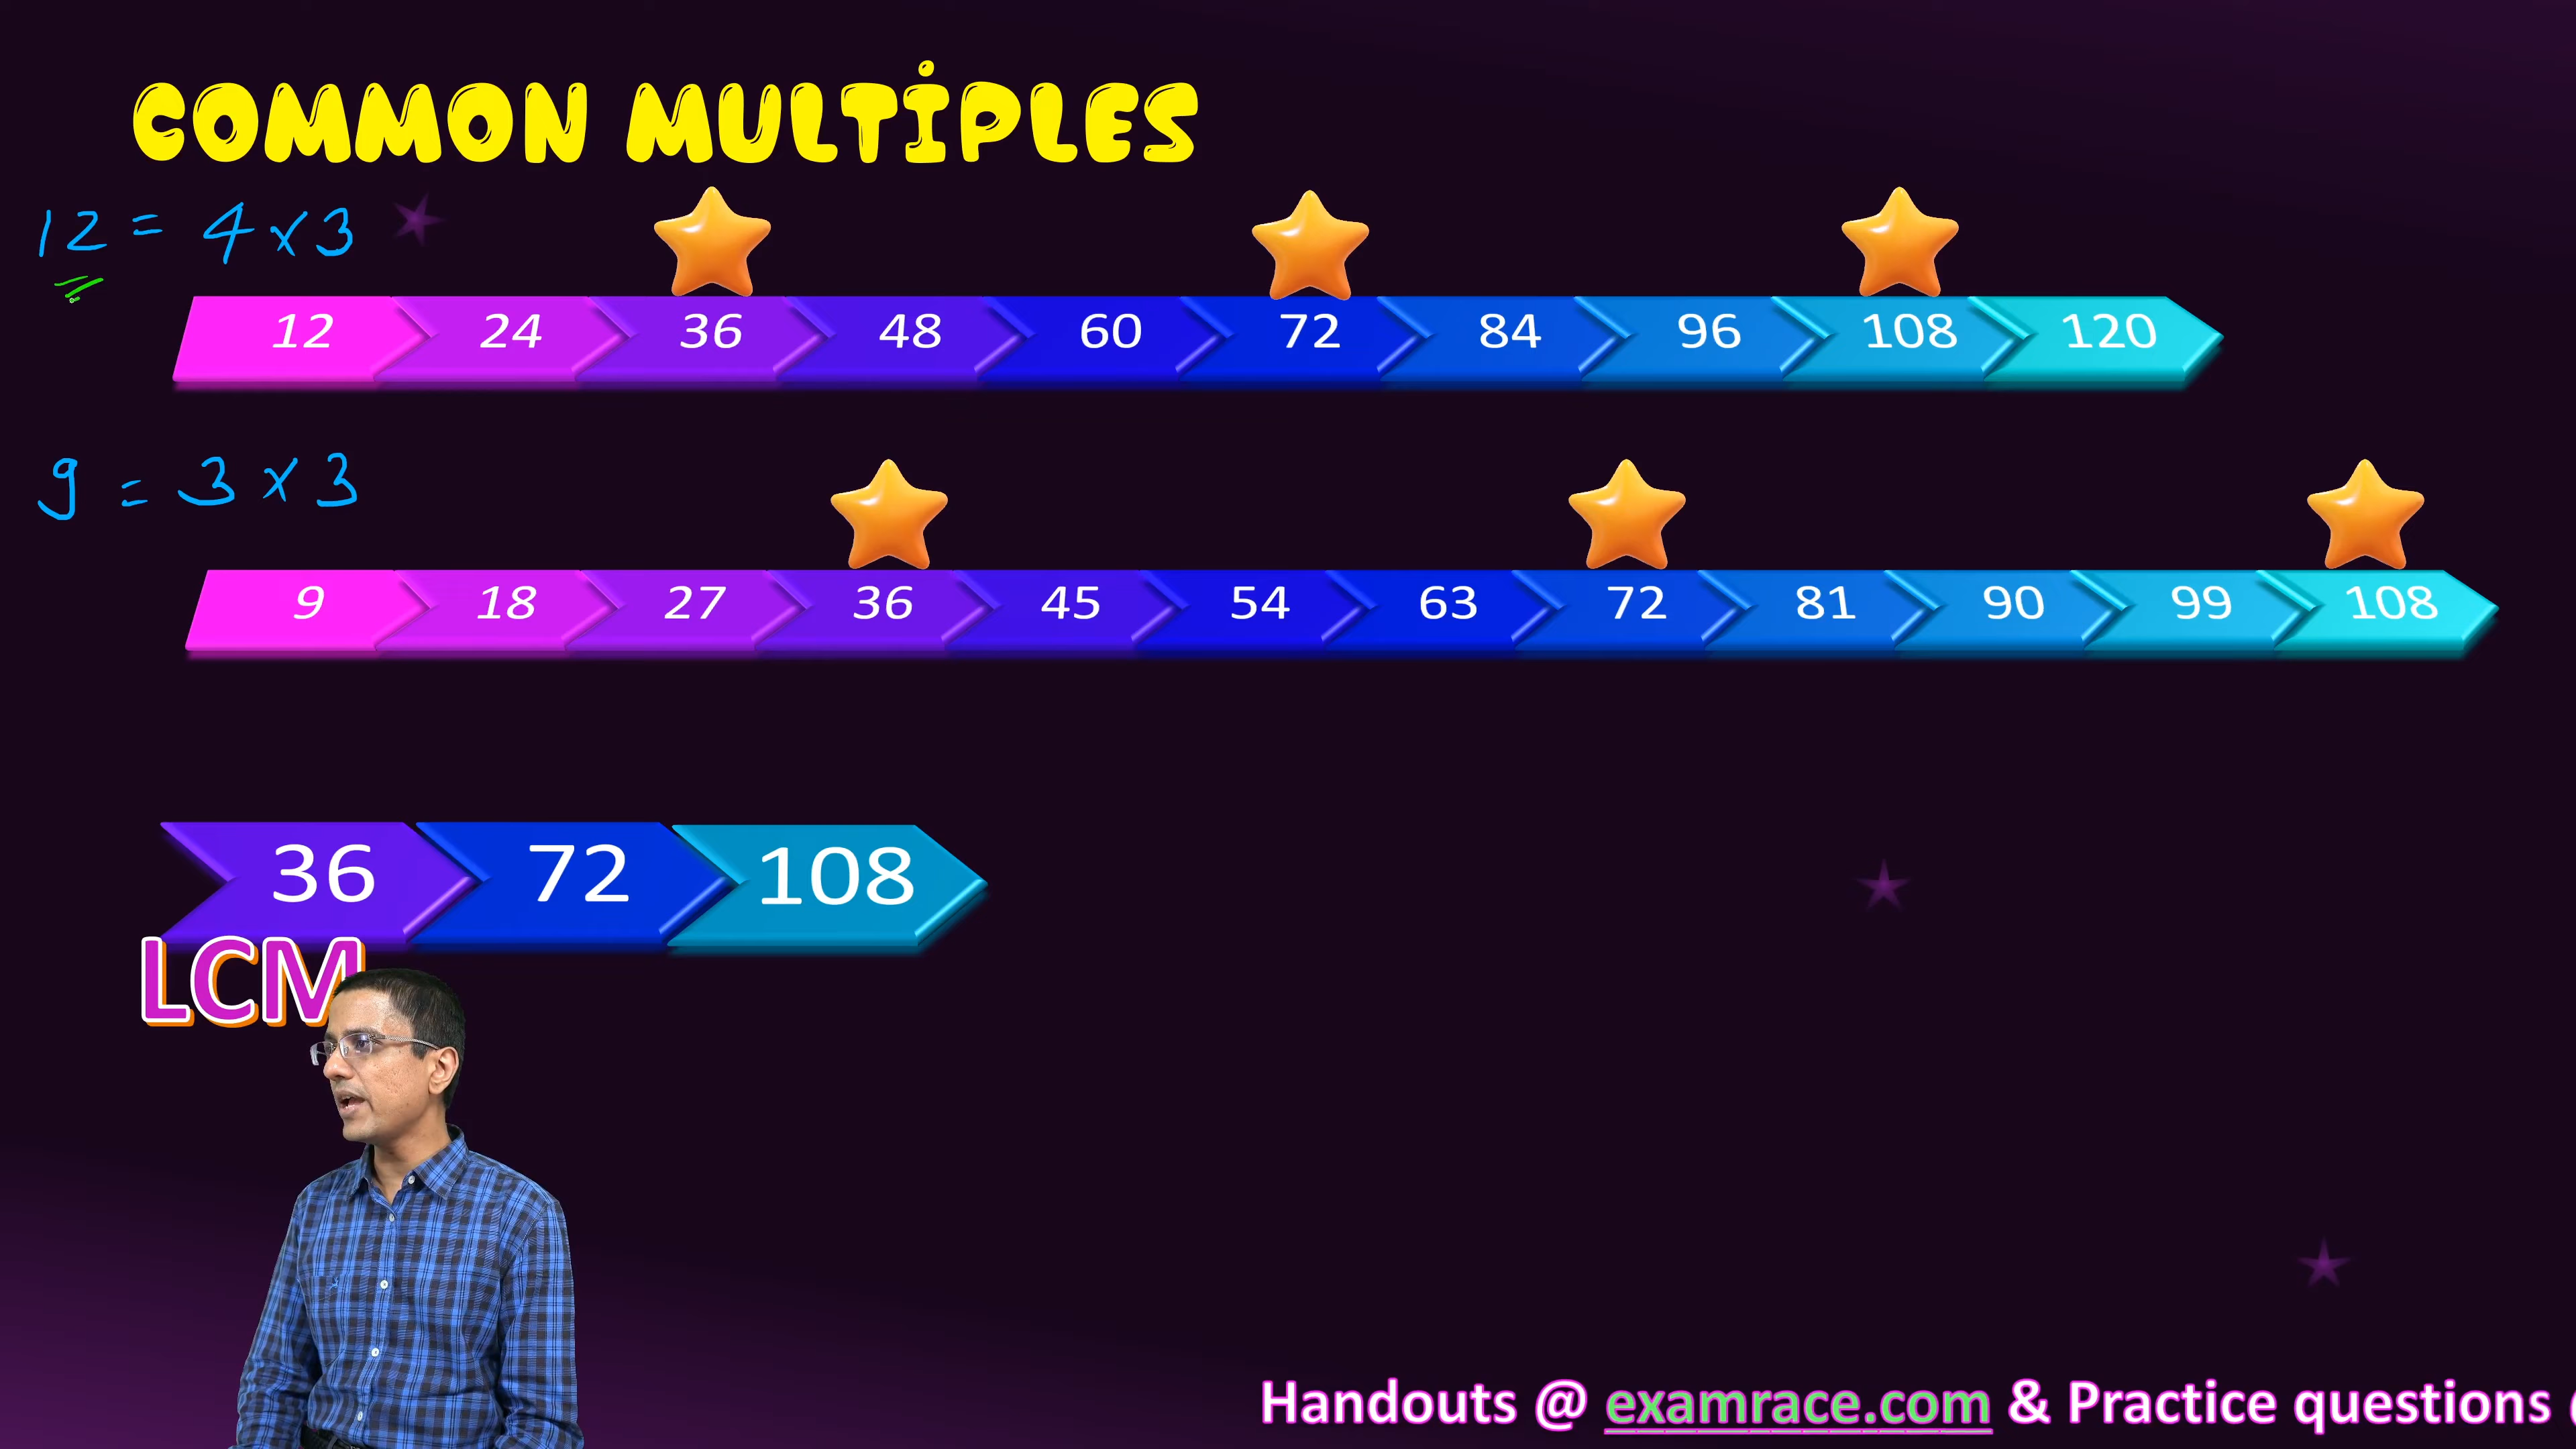 COMMON MULTİPLES
12 = 4 x 3
12 24 36 48 60 72 84 96 108 120
9 = 3 x 3
9 18 27 36 45 54 63 72 81 90 99 108
36 72 108
LCM
Handouts @ examrace.com & Practice questions